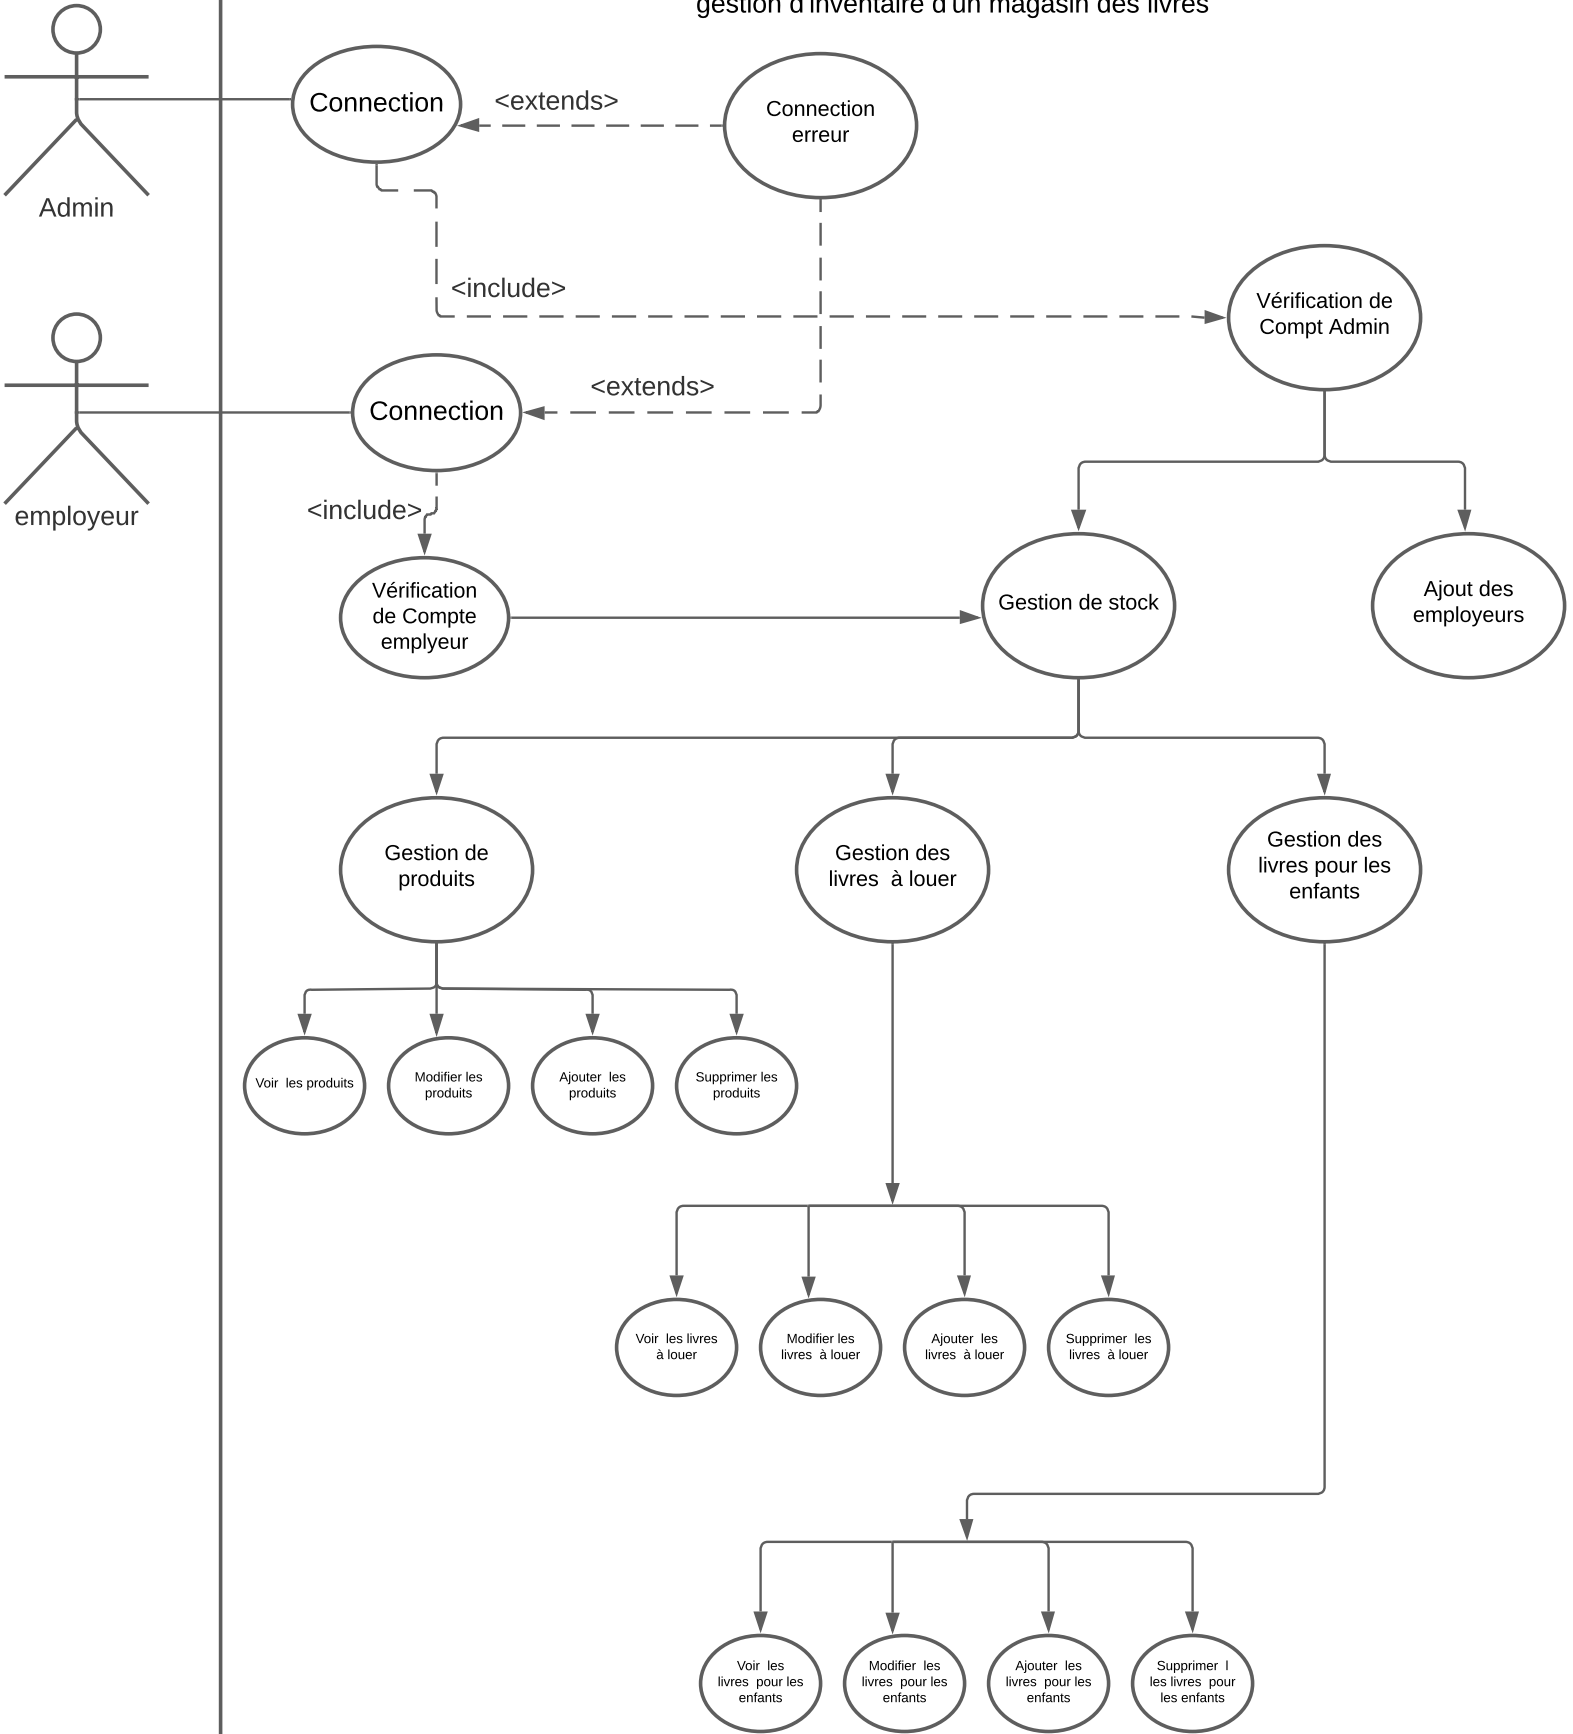 gestion d'inventaire d'un magasin des livres
Connection
<extends>
Connection
erreur
Admin
<include>
Vérification de
Compt Admin
<extends>
Connection
<include>
employeur
Vérification
de Compte
emplyeur
Gestion de stock
Ajout des
employeurs
Gestion de
produits
Gestion des
livres à louer
Gestion des
livres pour les
enfants
Voir les produits
Modifier les
produits
Ajouter les
produits
Supprimer les
produits
Voir les livres
à louer
Modifier les
livres à louer
Ajouter les
livres à louer
Supprimer les
livres à louer
Voir les
livres pour les
enfants
Modifier les
livres pour les
enfants
Ajouter les
livres pour les
enfants
Supprimer l
les livres pour
les enfants